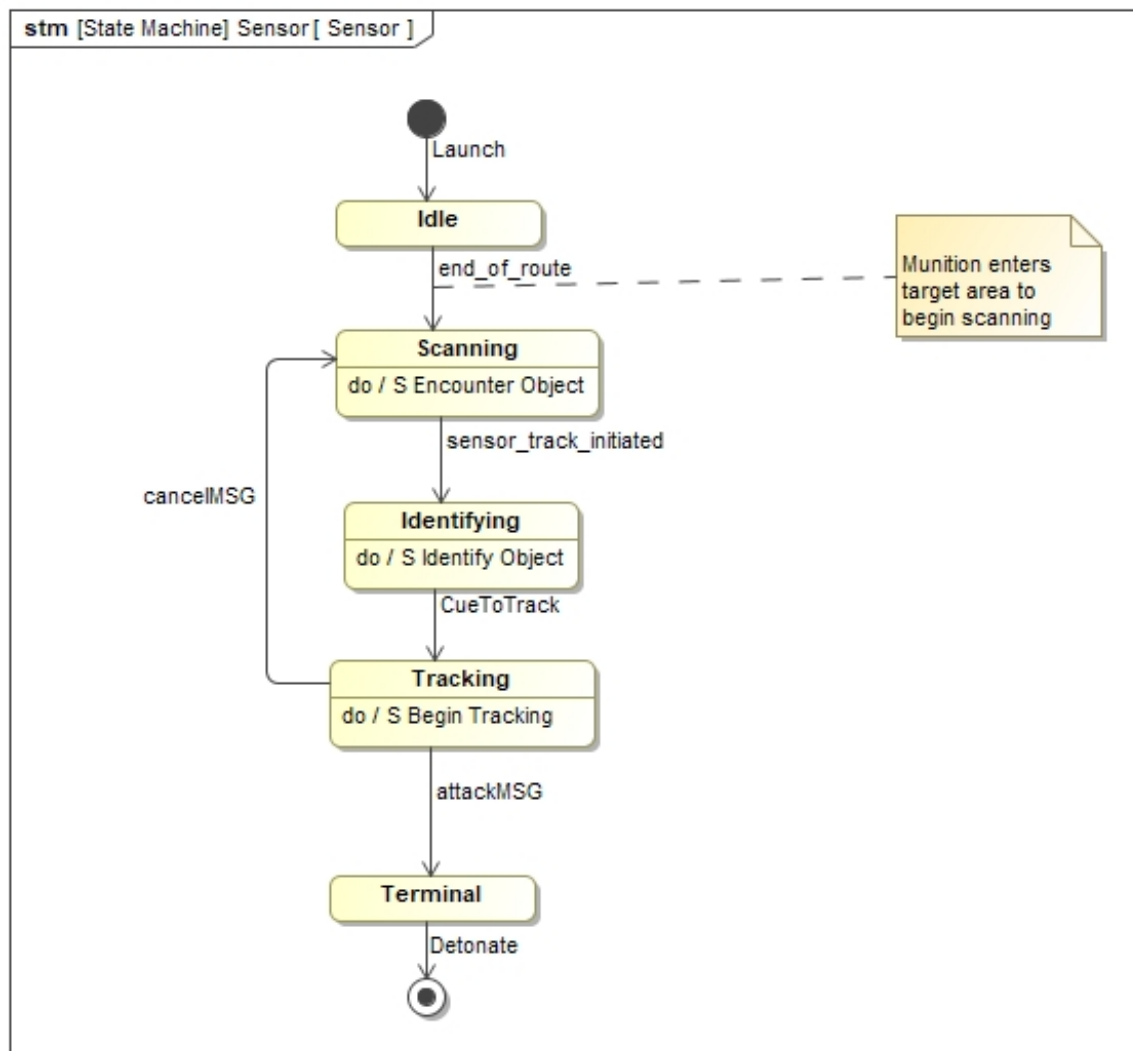 stm [State Machine] Sensor [ Sensor ]
Launch
Idle
end_of_route
Munition enters
target area to
begin scanning
Scanning
do / S Encounter Object
sensor_track_initiated
cancelMSG
Identifying
do / S Identify Object
CueToTrack
Tracking
do / S Begin Tracking
attackMSG
Terminal
Detonate